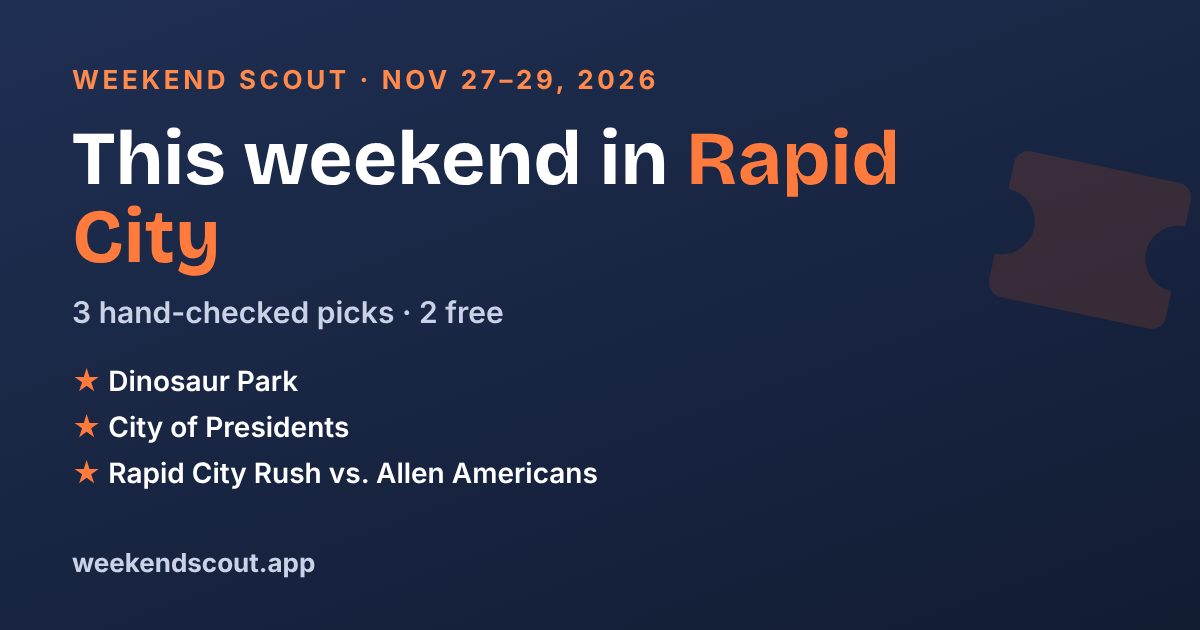 WEEKEND SCOUT · NOV 27–29, 2026
This weekend in Rapid
City
3 hand-checked picks · 2 free
★ Dinosaur Park
★ City of Presidents
★ Rapid City Rush vs. Allen Americans
weekendscout.app